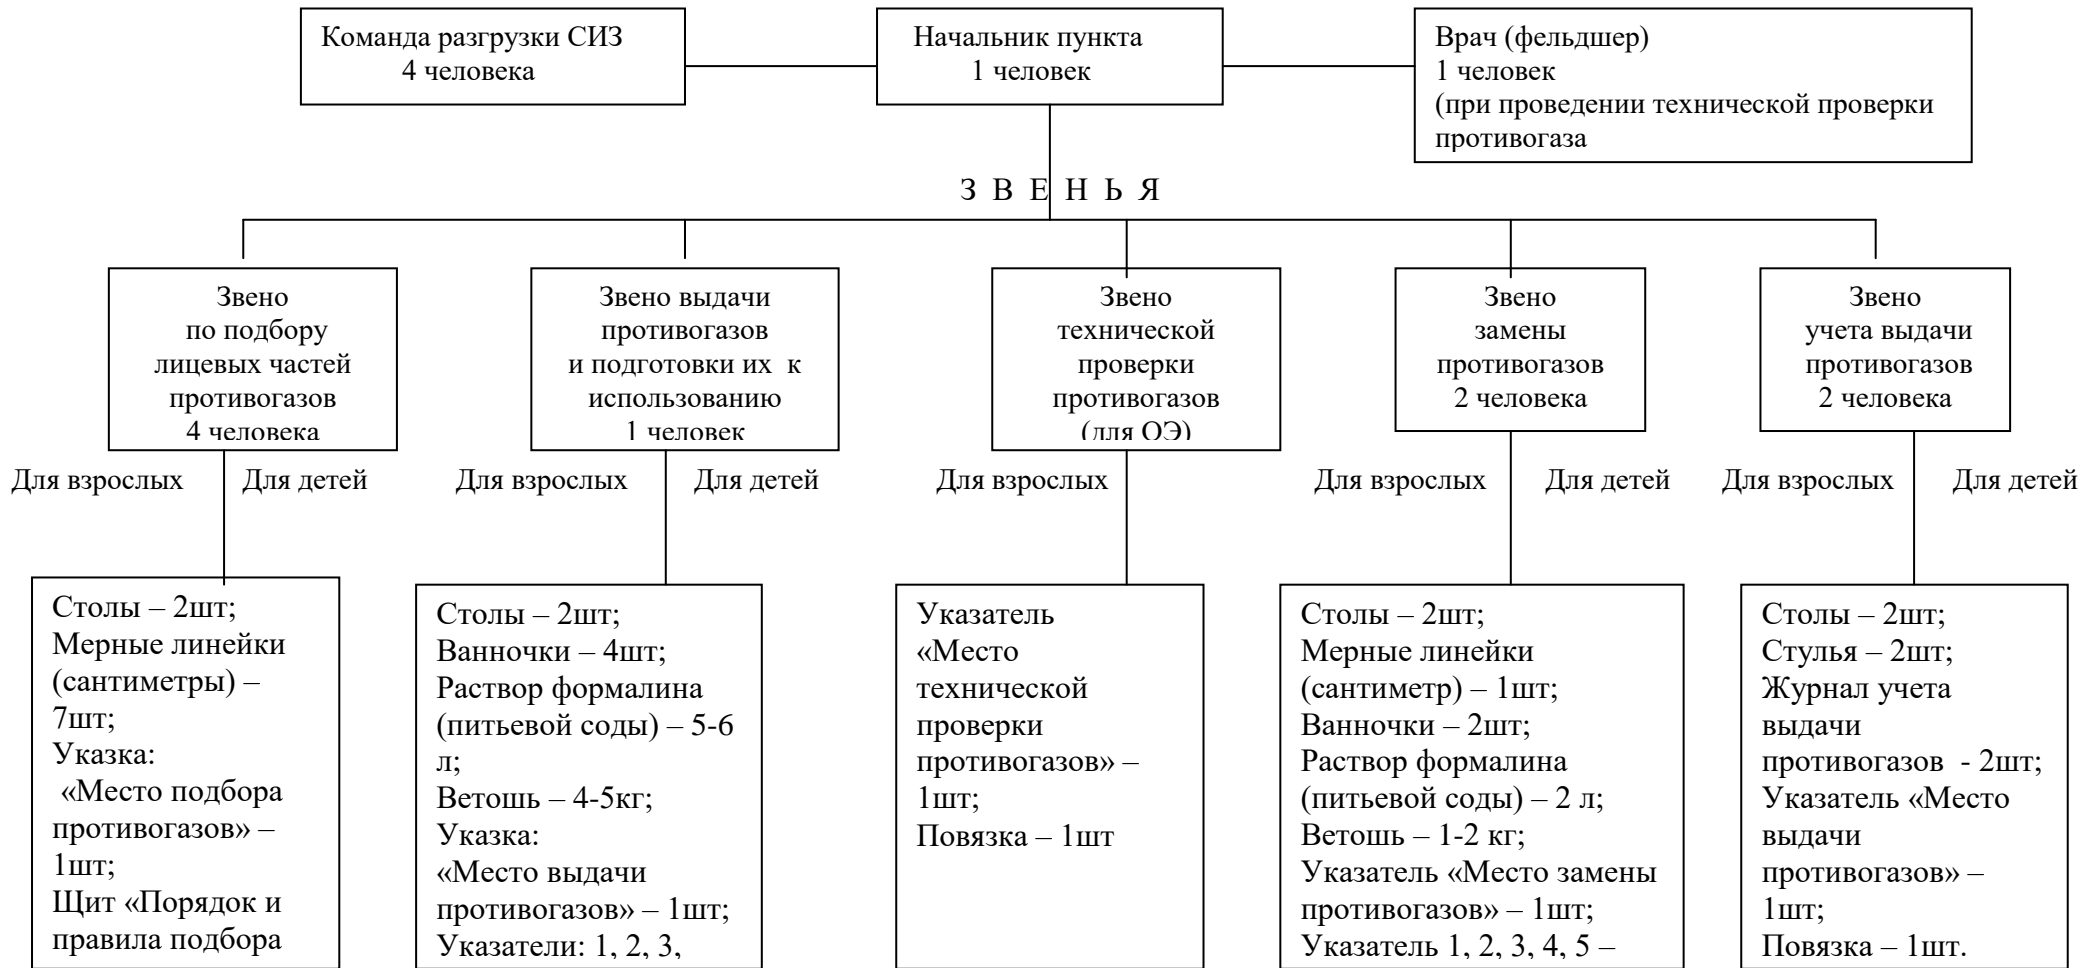 Команда разгрузки СИЗ
4 человека
Начальник пункта
1 человек
Врач (фельдшер)
1 человек
(при проведении технической проверки
противогаза
З В Е Н Ь Я
Звено
по подбору
лицевых частей
противогазов
4 человека
Звено выдачи
противогазов
и подготовки их к
использованию
1 человек
Звено
технической
проверки
противогазов
(для ОЭ)
Звено
замены
противогазов
2 человека
Звено
учета выдачи
противогазов
2 человека
Для взрослых
Для детей
Для взрослых
Для детей
Для взрослых
Для взрослых
Для детей
Для взрослых
Для детей
Столы – 2шт;
Мерные линейки
(сантиметры) –
7шт;
Указка:
«Место подбора
противогазов» –
1шт;
Щит «Порядок и
правила подбора
Столы – 2шт;
Ванночки – 4шт;
Раствор формалина
(питьевой соды) – 5-6
л;
Ветошь – 4-5кг;
Указка:
«Место выдачи
противогазов» – 1шт;
Указатели: 1, 2, 3,
Указатель
«Место
технической
проверки
противогазов» –
1шт;
Повязка – 1шт
Столы – 2шт;
Мерные линейки
(сантиметр) – 1шт;
Ванночки – 2шт;
Раствор формалина
(питьевой соды) – 2 л;
Ветошь – 1-2 кг;
Указатель «Место замены
противогазов» – 1шт;
Указатель 1, 2, 3, 4, 5 –
Столы – 2шт;
Стулья – 2шт;
Журнал учета
выдачи
противогазов - 2шт;
Указатель «Место
выдачи
противогазов» –
1шт;
Повязка – 1шт.